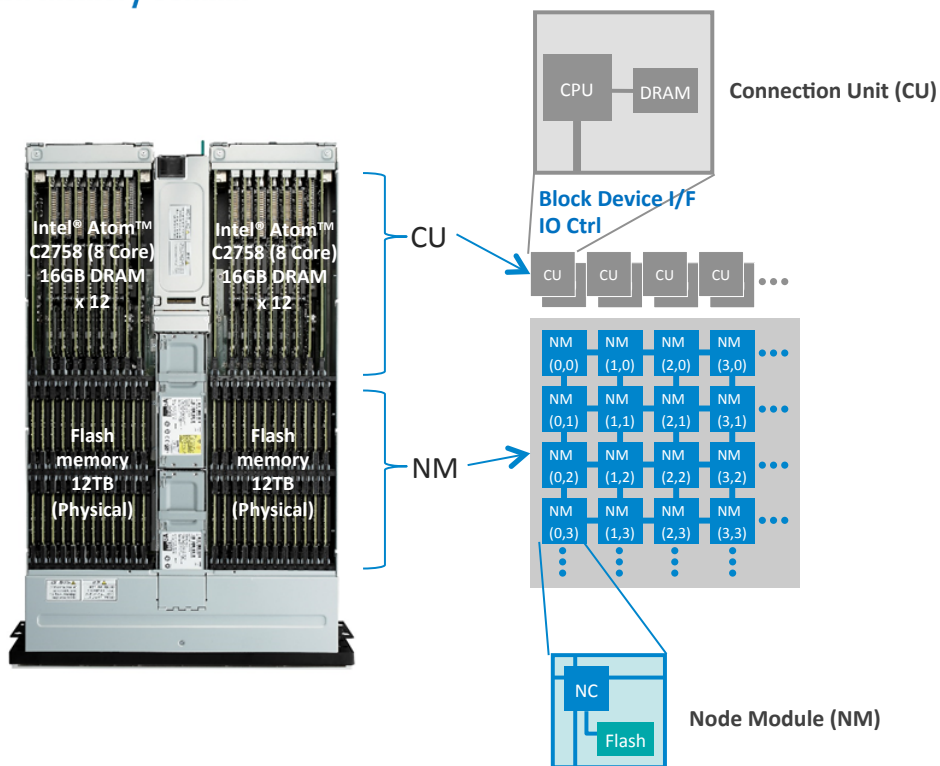 CPU
DRAM
Connection Unit (CU)
Block Device I/F
IO Ctrl
Intel® Atom™
C2758 (8 Core)
16GB DRAM
x 12
Intel® Atom™
C2758 (8 Core)
16GB DRAM
x 12
CU
CU
CU
CU
CU
NM
(0,0)
NM
(1,0)
NM
(2,0)
NM
(3,0)
NM
(0,1)
NM
(1,1)
NM
(2,1)
NM
(3,1)
Flash
memory
12TB
(Physical)
Flash
memory
12TB
(Physical)
NM
NM
(0,2)
NM
(1,2)
NM
(2,2)
NM
(3,2)
NM
(0,3)
NM
(1,3)
NM
(2,3)
NM
(3,3)
NC
Flash
Node Module (NM)